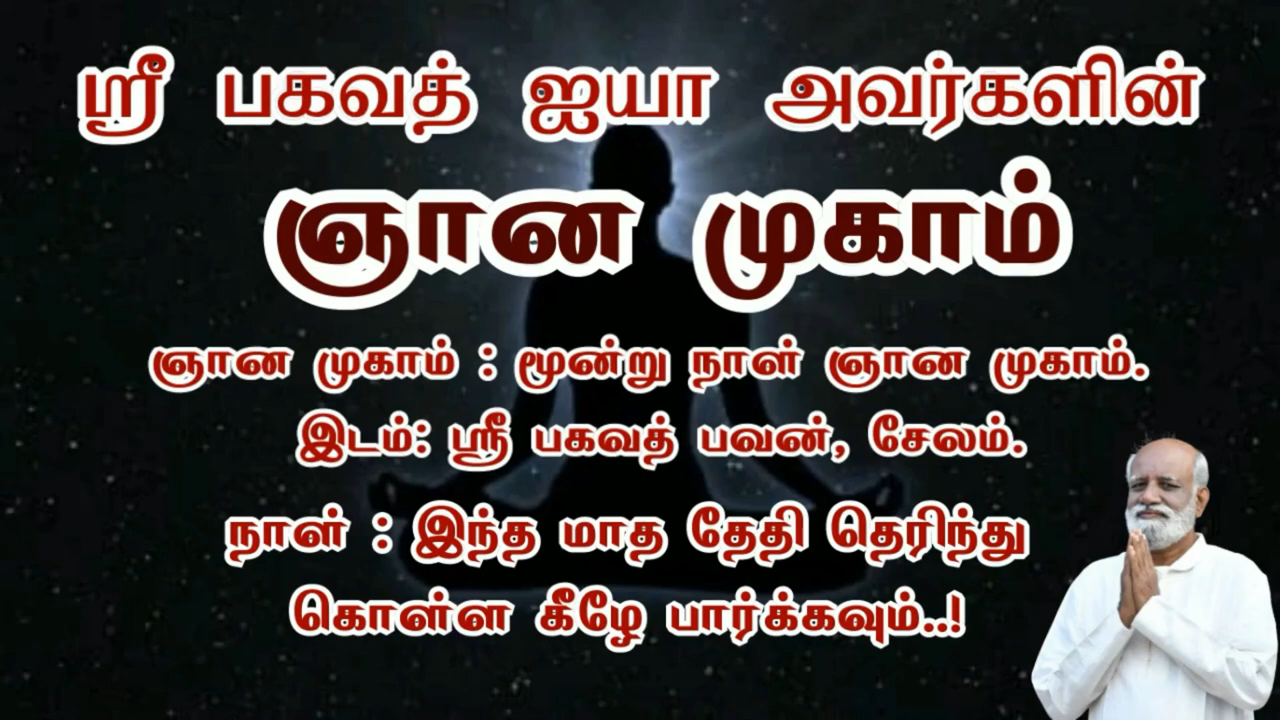 ஸ்ரீ பகவத் ஐயா அவர்களின்
ஞான முகாம்
ஞான முகாம் : மூன்று நாள் ஞான முகாம்.
இடம்: ஸ்ரீ பகவத் பவன், சேலம்.
நாள் : இந்த மாத தேதி தெரிந்து
கொள்ள கீழே பார்க்கவும்..!